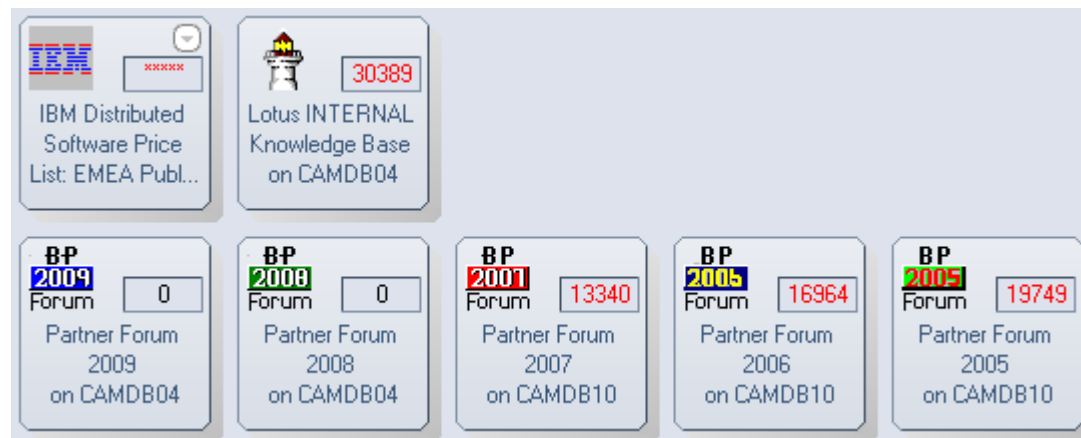 IBM
*****
IBM Distributed
Software Price
List: EMEA Publ...
30389
Lotus INTERNAL
Knowledge Base
on CAMDB04
BP
2009
Forum
0
Partner Forum
2009
on CAMDB04
BP
2008
Forum
0
Partner Forum
2008
on CAMDB04
BP
2007
Forum
13340
Partner Forum
2007
on CAMDB10
BP
2006
Forum
16964
Partner Forum
2006
on CAMDB10
BP
2005
Forum
19749
Partner Forum
2005
on CAMDB10